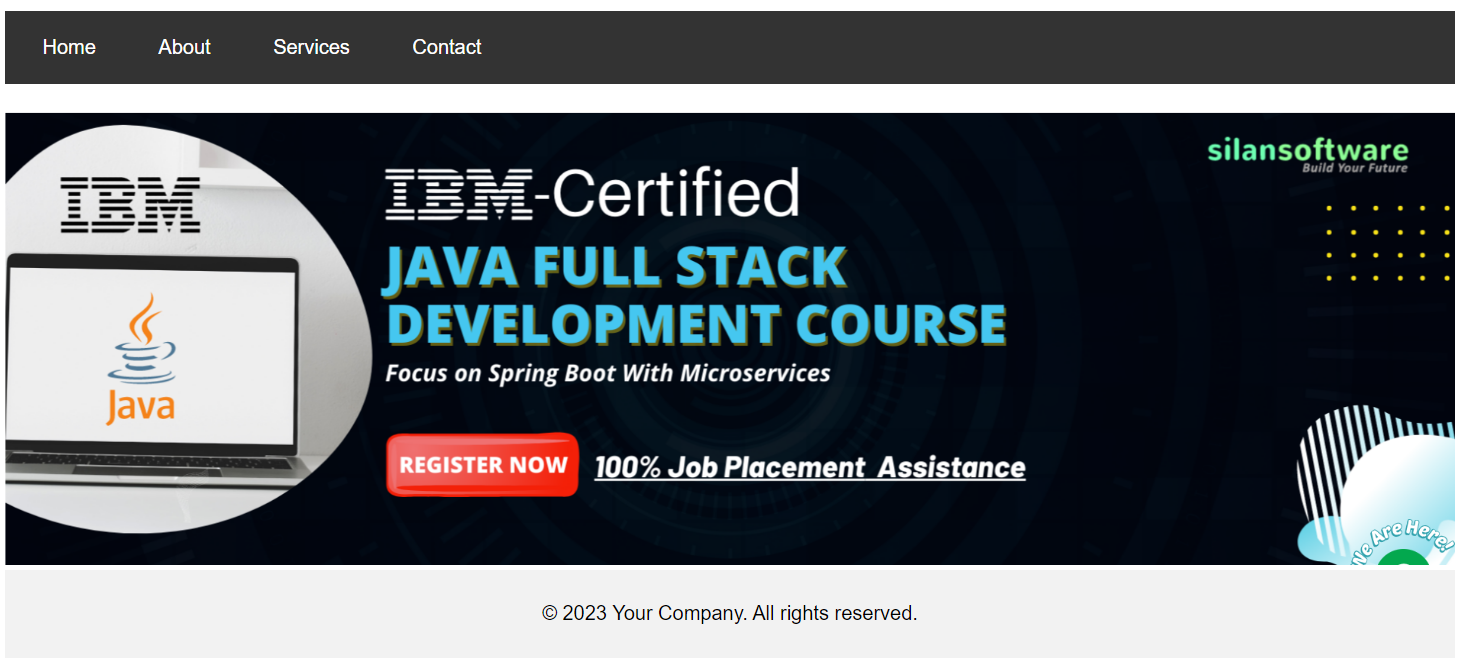 Home About Services Contact
silansoftware
Build Your Future
IBM
IBM-Certified
JAVA FULL STACK
DEVELOPMENT COURSE
Focus on Spring Boot With Microservices
Java
REGISTER NOW 100% Job Placement Assistance
We Are Here!
© 2023 Your Company. All rights reserved.